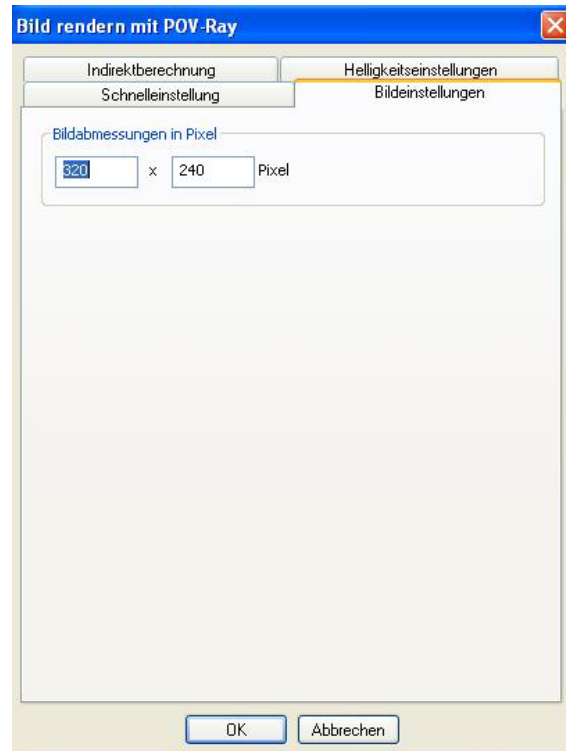 Bild rendern mit POV-Ray
Indirektberechnung
Helligkeitseinstellungen
Schnelleinstellung
Bildeinstellungen
Bildabmessungen in Pixel
320 x 240 Pixel
OK
Abbrechen